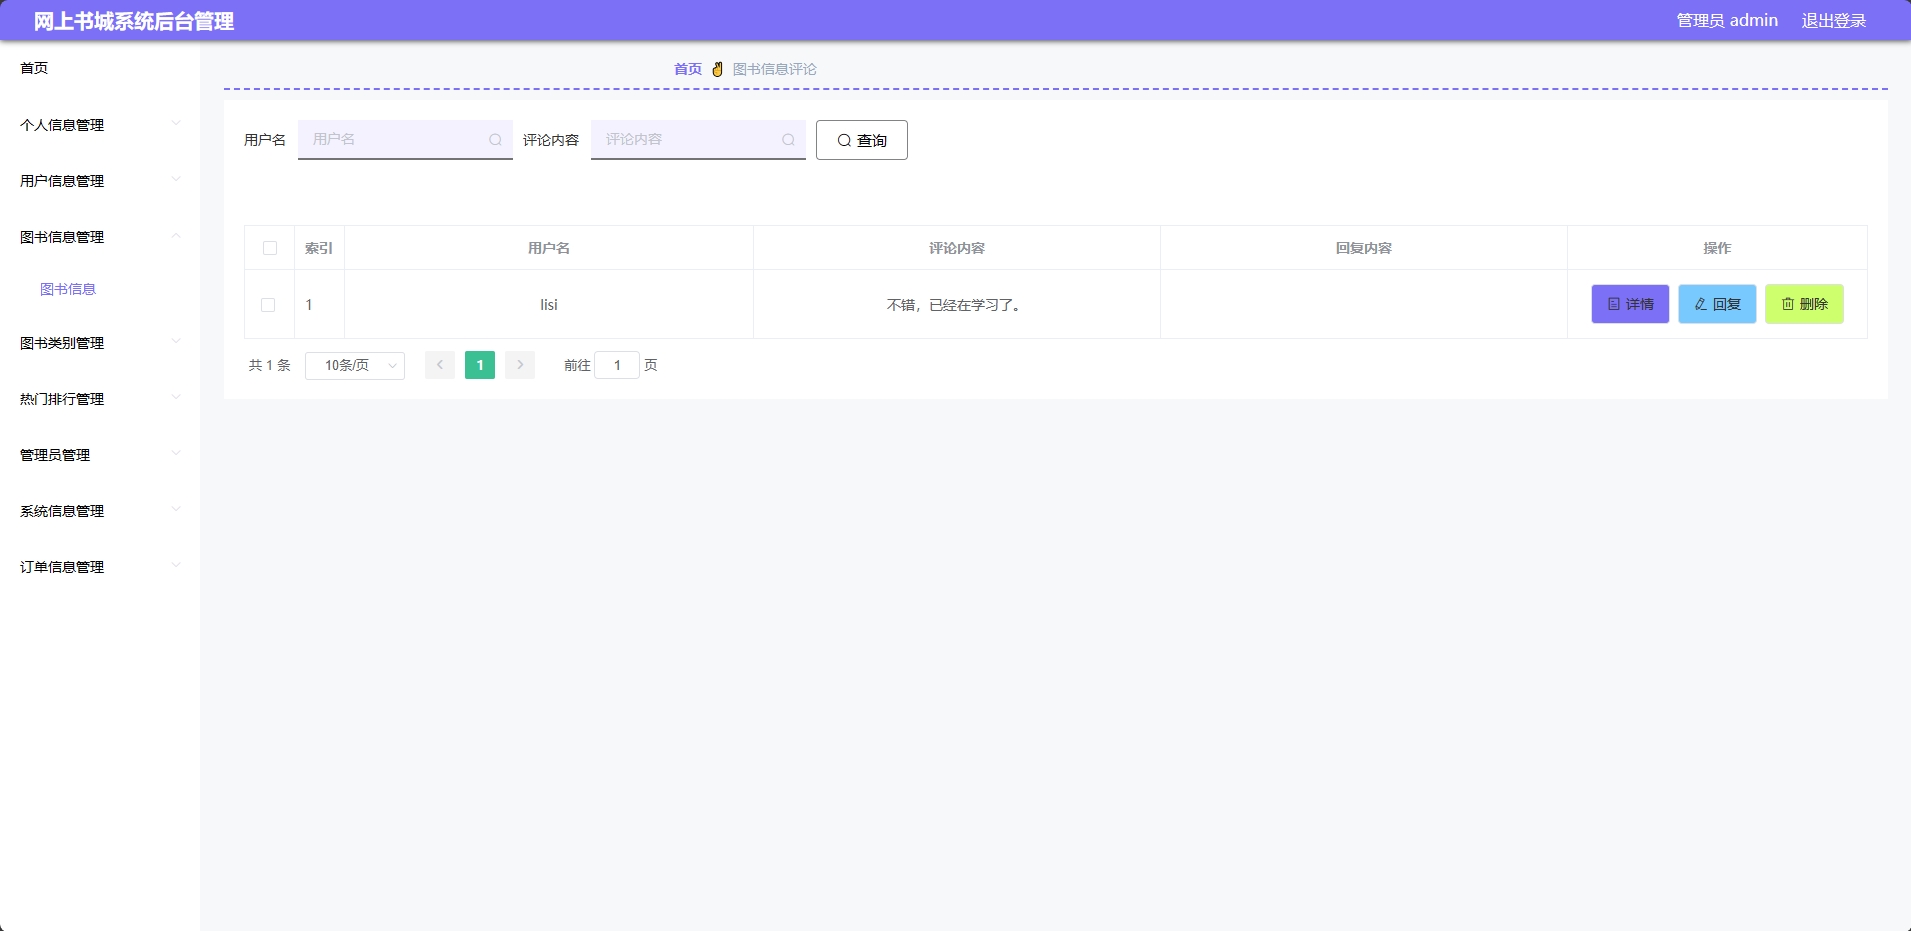 网上书城系统后台管理
管理员 admin 退出登录
首页
个人信息管理
用户信息管理
图书信息管理
图书信息
图书类别管理
热门排行管理
管理员管理
系统信息管理
订单信息管理
首页 ✌ 图书信息评论
用户名 用户名 评论内容 评论内容 查询
索引 用户名 评论内容 回复内容 操作
1 lisi 不错，已经在学习了。 详情 回复 删除
共 1 条 10条/页 1 前往 1 页